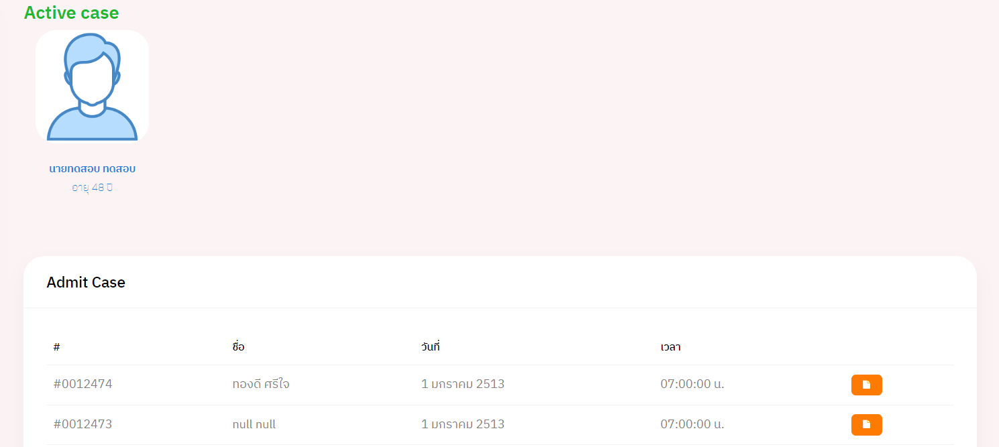 Active case
นายทดสอบ ทดสอบ
อายุ 48 ปี
Admit Case
# ชื่อ วันที่ เวลา
#0012474 ทองดี ศรีใจ 1 มกราคม 2513 07:00:00 น.
#0012473 null null 1 มกราคม 2513 07:00:00 น.